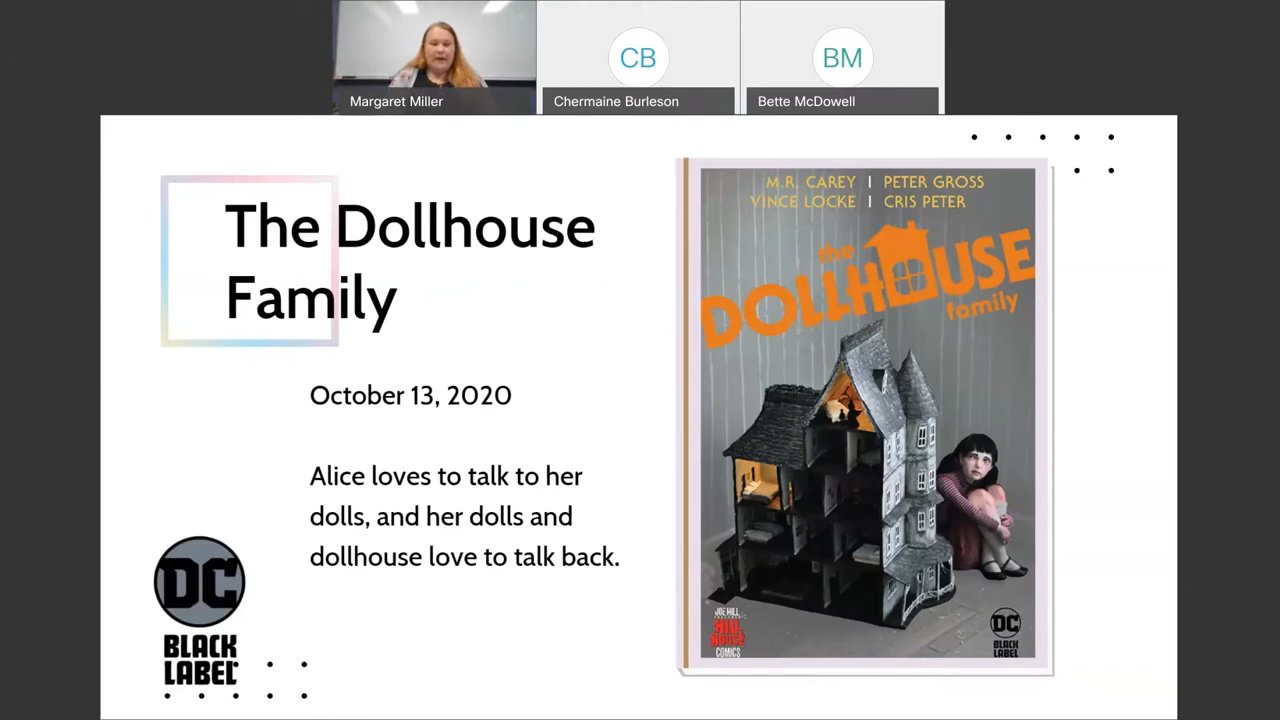 Margaret Miller
CB
Chermaine Burleson
BM
Bette McDowell
The Dollhouse
Family
October 13, 2020
Alice loves to talk to her
dolls, and her dolls and
dollhouse love to talk back.
DC
BLACK
LABEL
M.R. CAREY | PETER GROSS
VINCE LOCKE | CRIS PETER
the
DOLLHOUSE
family
JOE HILL
HILL
HOUSE
COMICS
DC
BLACK
LABEL